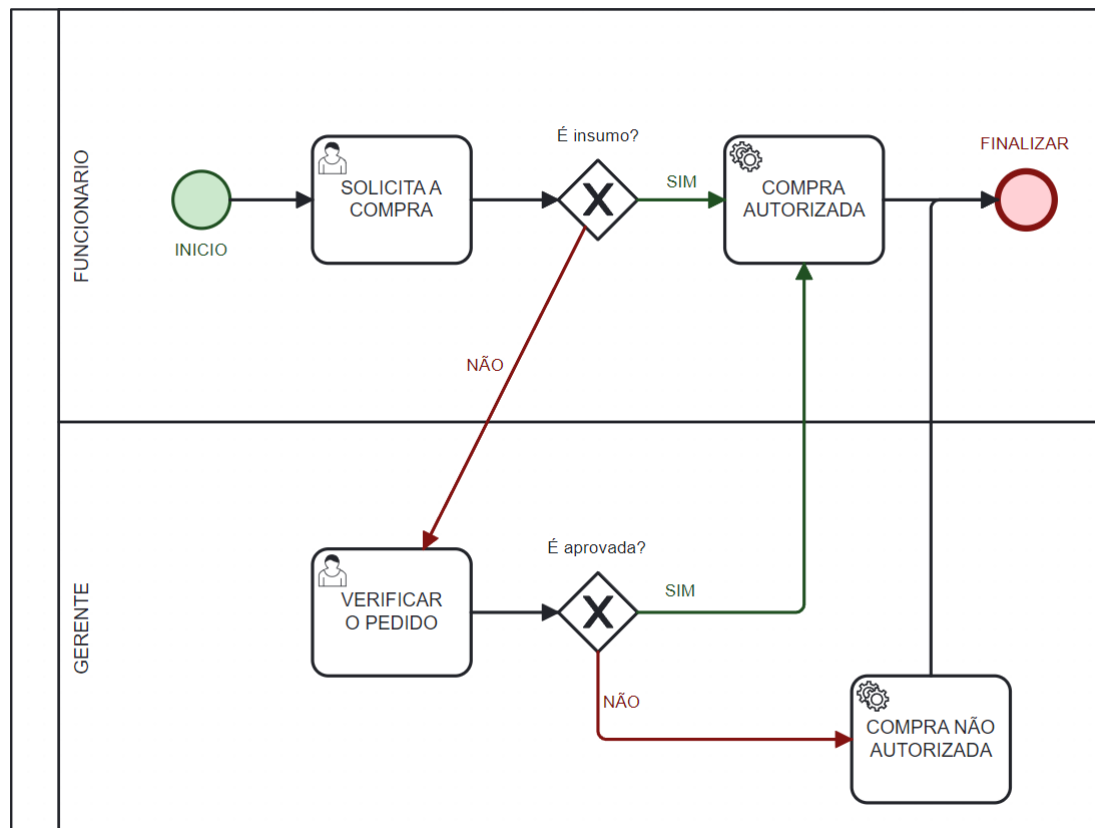 FUNCIONARIO
INICIO
SOLICITA A
COMPRA
É insumo?
SIM
COMPRA
AUTORIZADA
FINALIZAR
NÃO
GERENTE
VERIFICAR
O PEDIDO
É aprovada?
SIM
NÃO
COMPRA NÃO
AUTORIZADA